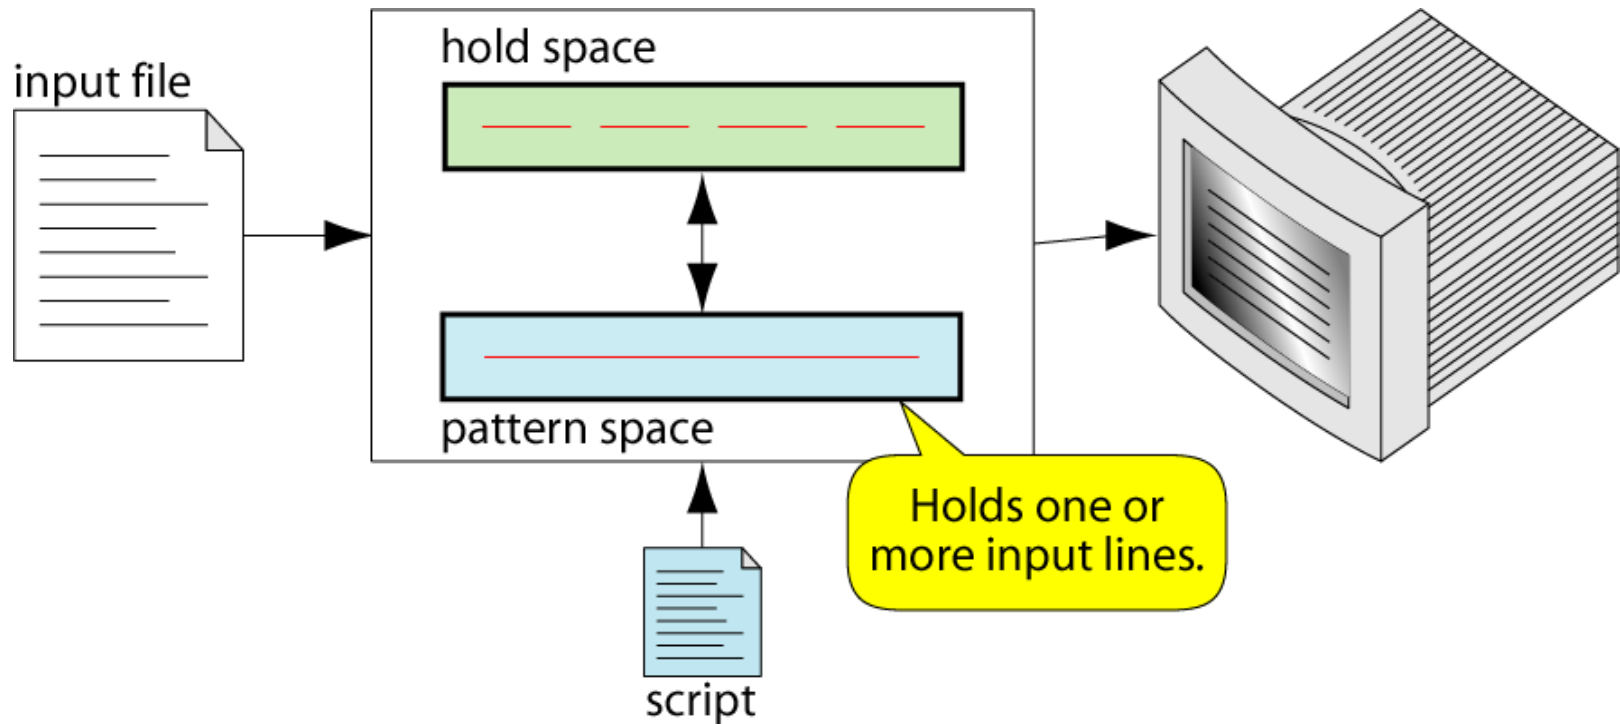 hold space
input file
pattern space
Holds one or
more input lines.
script